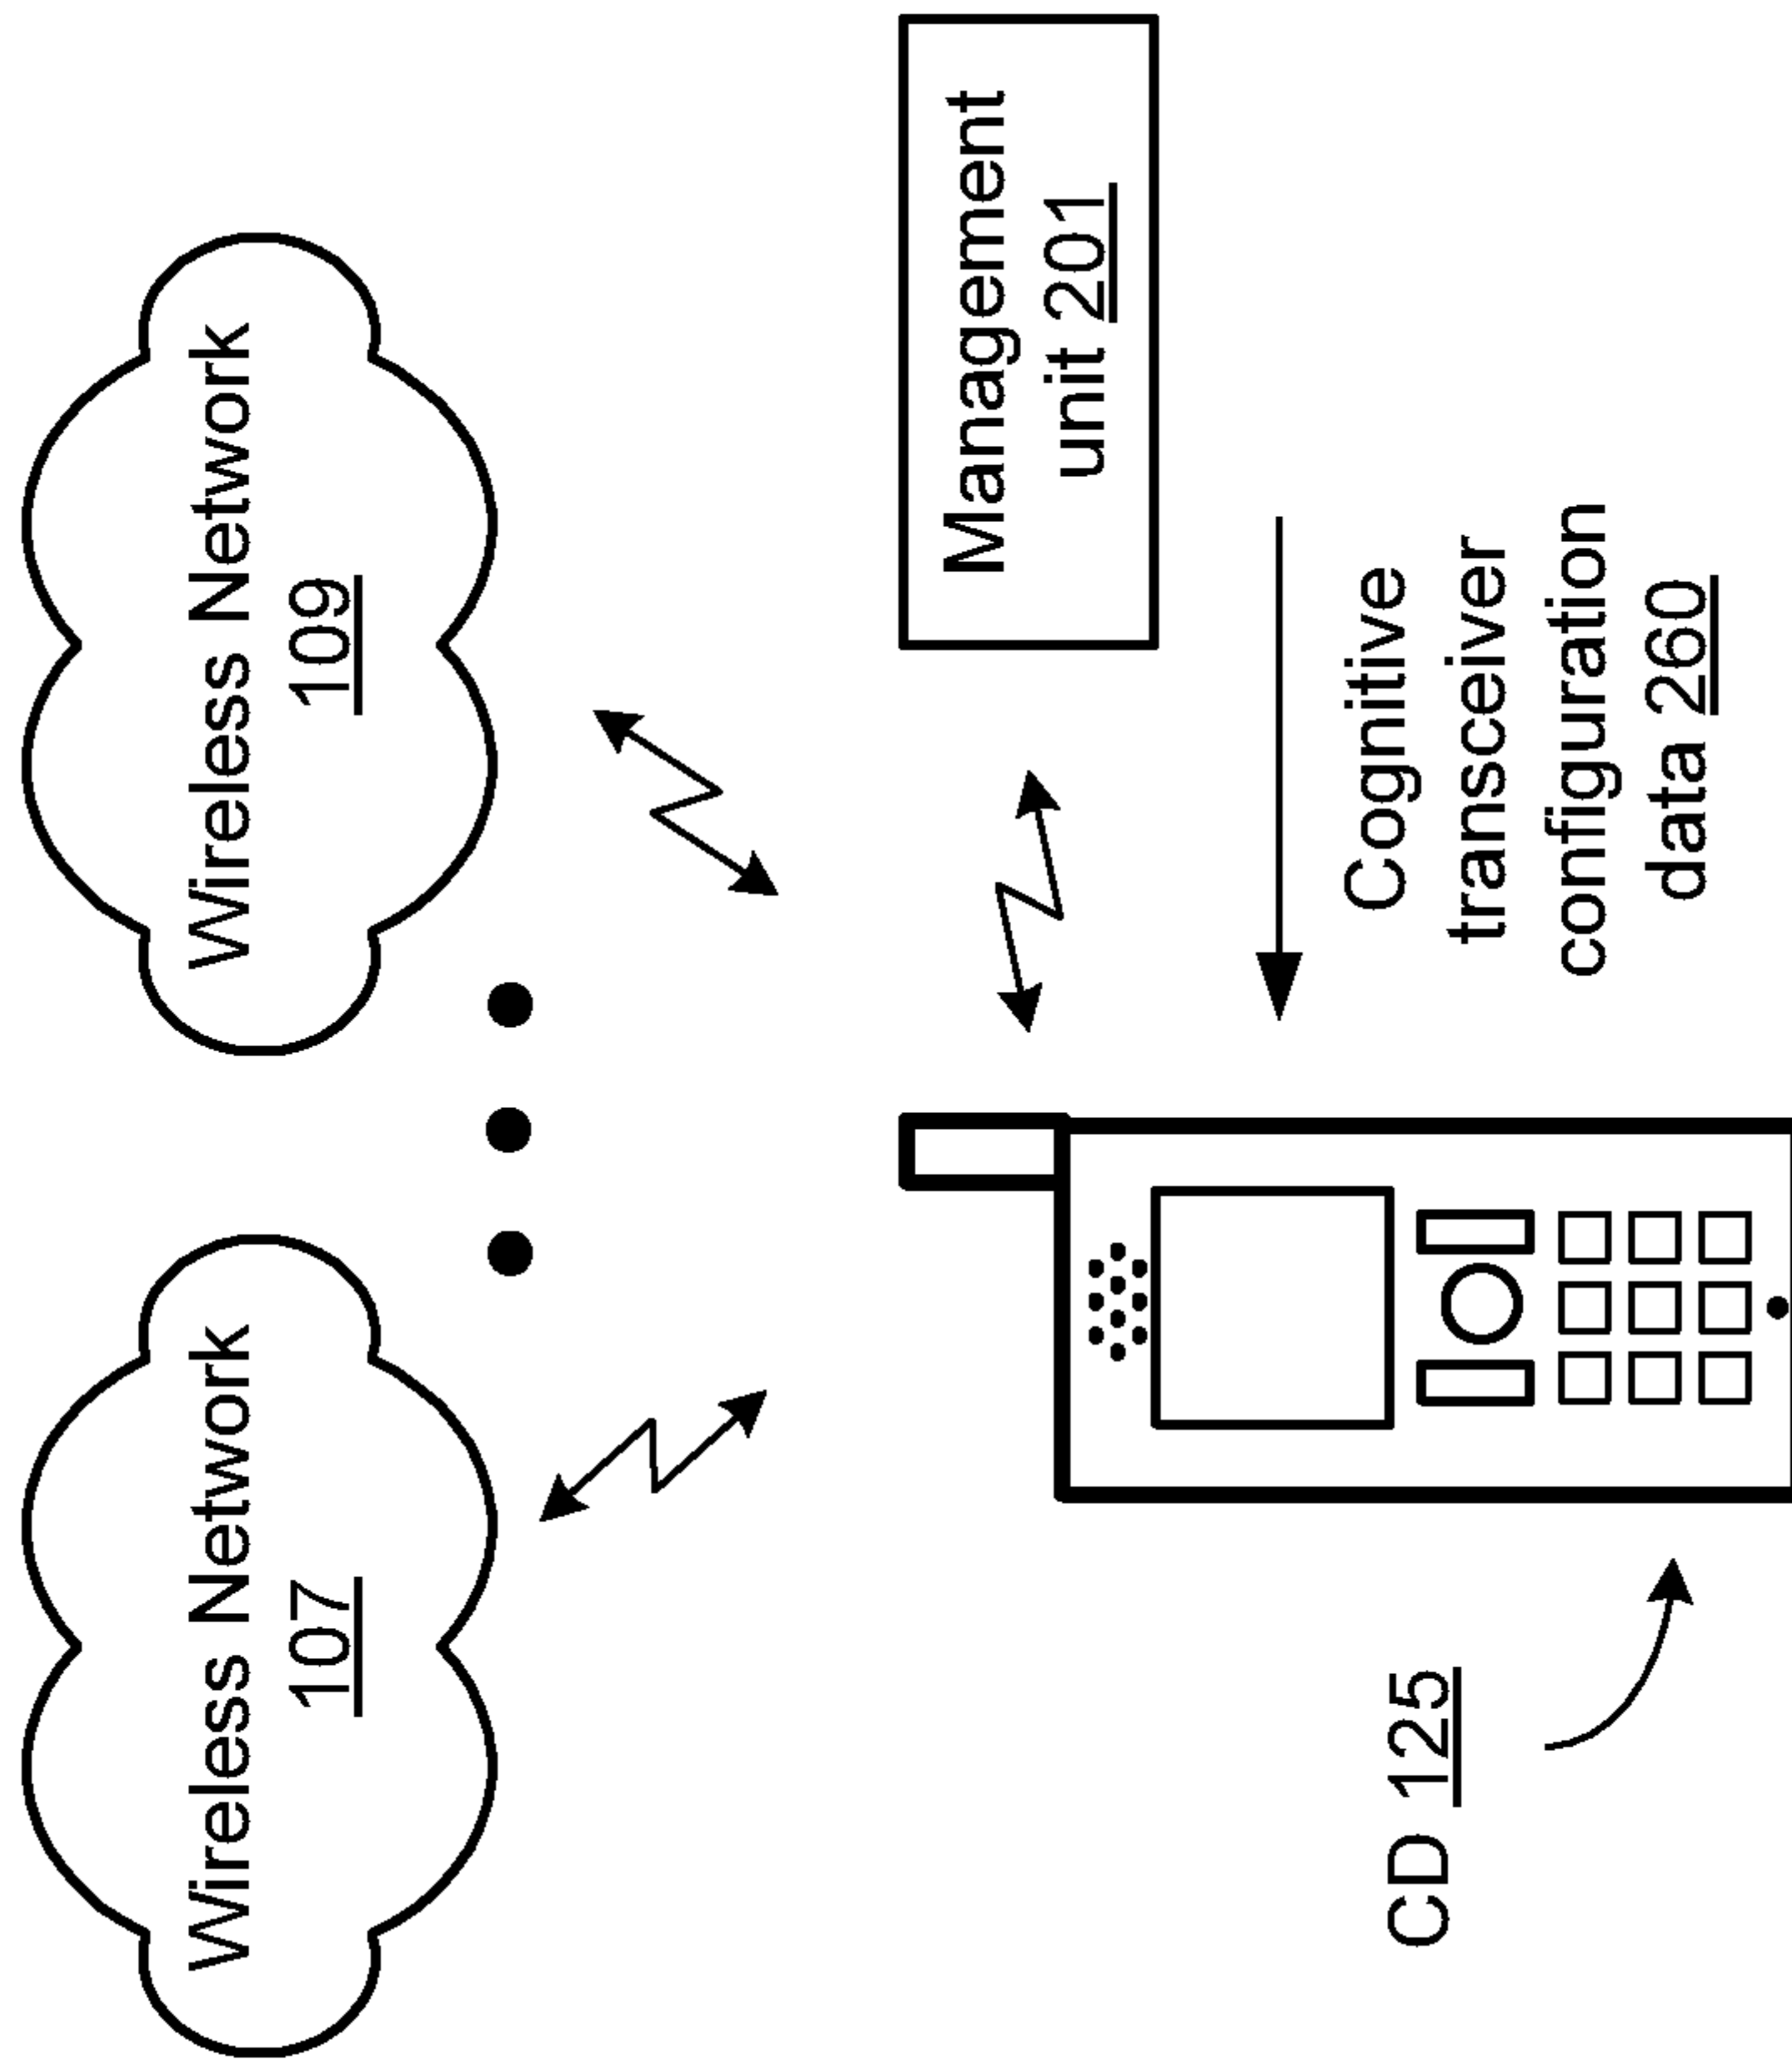 Wireless Network
107
Wireless Network
109
CD 125
Management
unit 201
Cognitive
transceiver
configuration
data 260